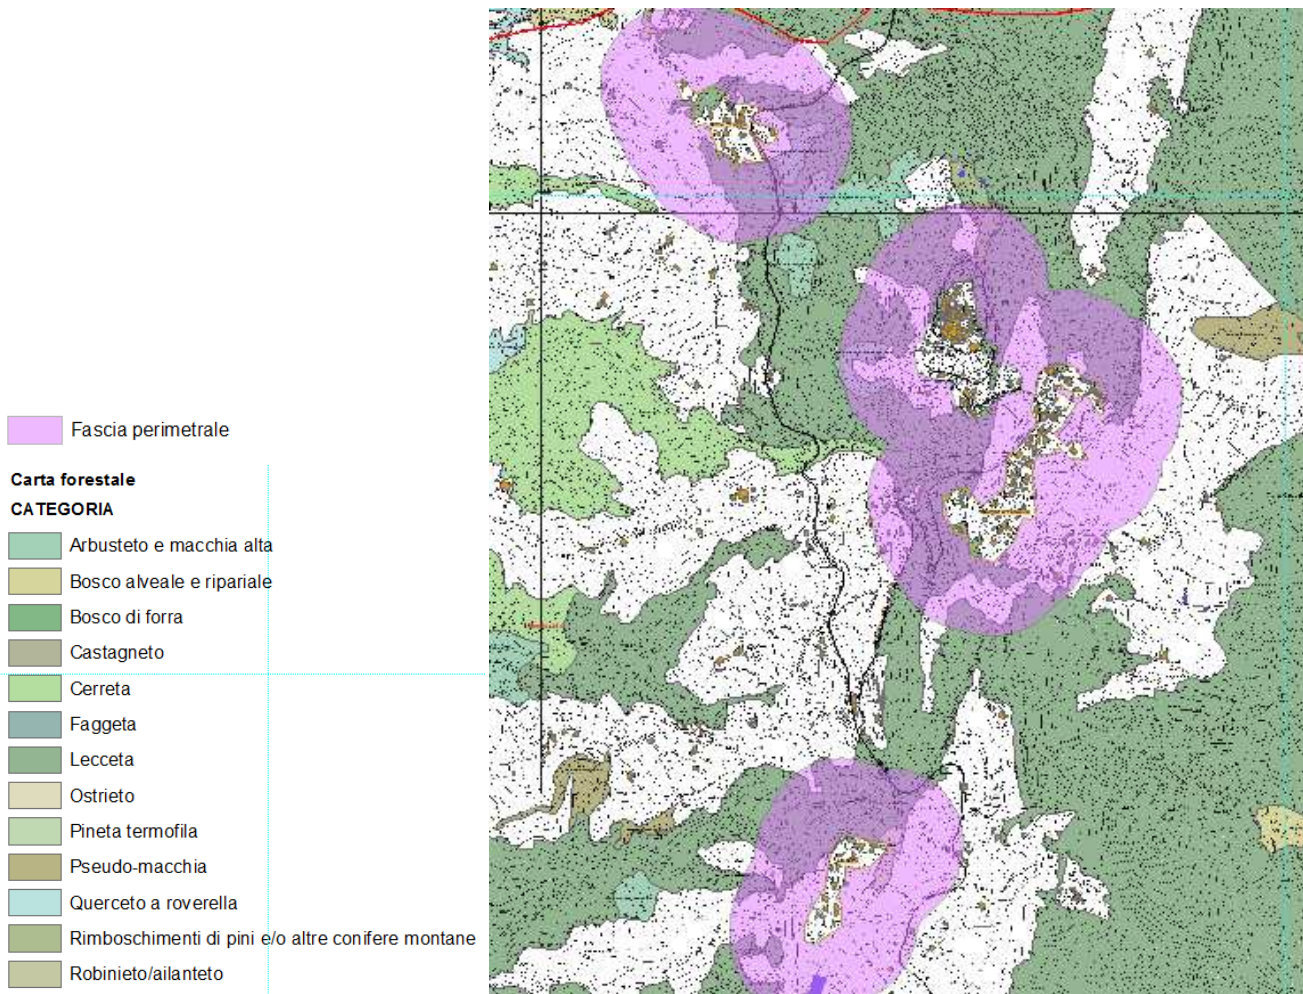 Fascia perimetrale
Carta forestale
CATEGORIA
Arbusteto e macchia alta
Bosco alveale e ripariale
Bosco di forra
Castagneto
Cerreta
Faggeta
Lecceta
Ostrieto
Pineta termofila
Pseudo-macchia
Querceto a roverella
Rimboschimenti di pini e/o altre conifere montane
Robinieto/ailanteto